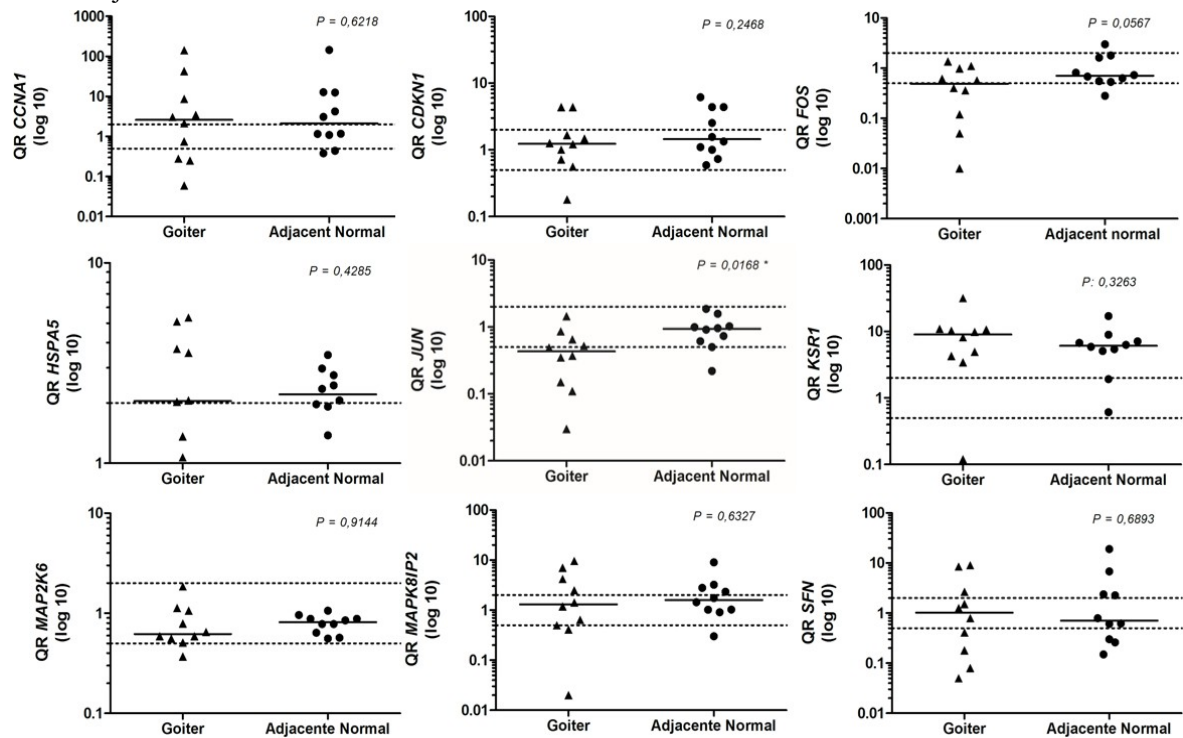 P = 0,6218
QR CCNA1
(log 10)
1000
100
10
1
0.1
0.01
Goiter
Adjacent Normal
P = 0,2468
QR CDKN1
(log 10)
100
10
1
0.1
Goiter
Adjacent Normal
P = 0,0567
QR FOS
(log 10)
10
1
0.1
0.01
0.001
Goiter
Adjacent normal
P = 0,4285
QR HSPA5
(log 10)
10
1
Goiter
Adjacent Normal
P = 0,0168 *
QR JUN
(log 10)
10
1
0.1
0.01
Goiter
Adjacent Normal
P: 0,3263
QR KSR1
(log 10)
100
10
1
0.1
Goiter
Adjacent Normal
P = 0,9144
QR MAP2K6
(log 10)
10
1
0.1
Goiter
Adjacente Normal
P = 0,6327
QR MAPK8IP2
(log 10)
100
10
1
0.1
0.01
Goiter
Adjacente Normal
P = 0,6893
QR SFN
(log 10)
100
10
1
0.1
0.01
Goiter
Adjacente Normal